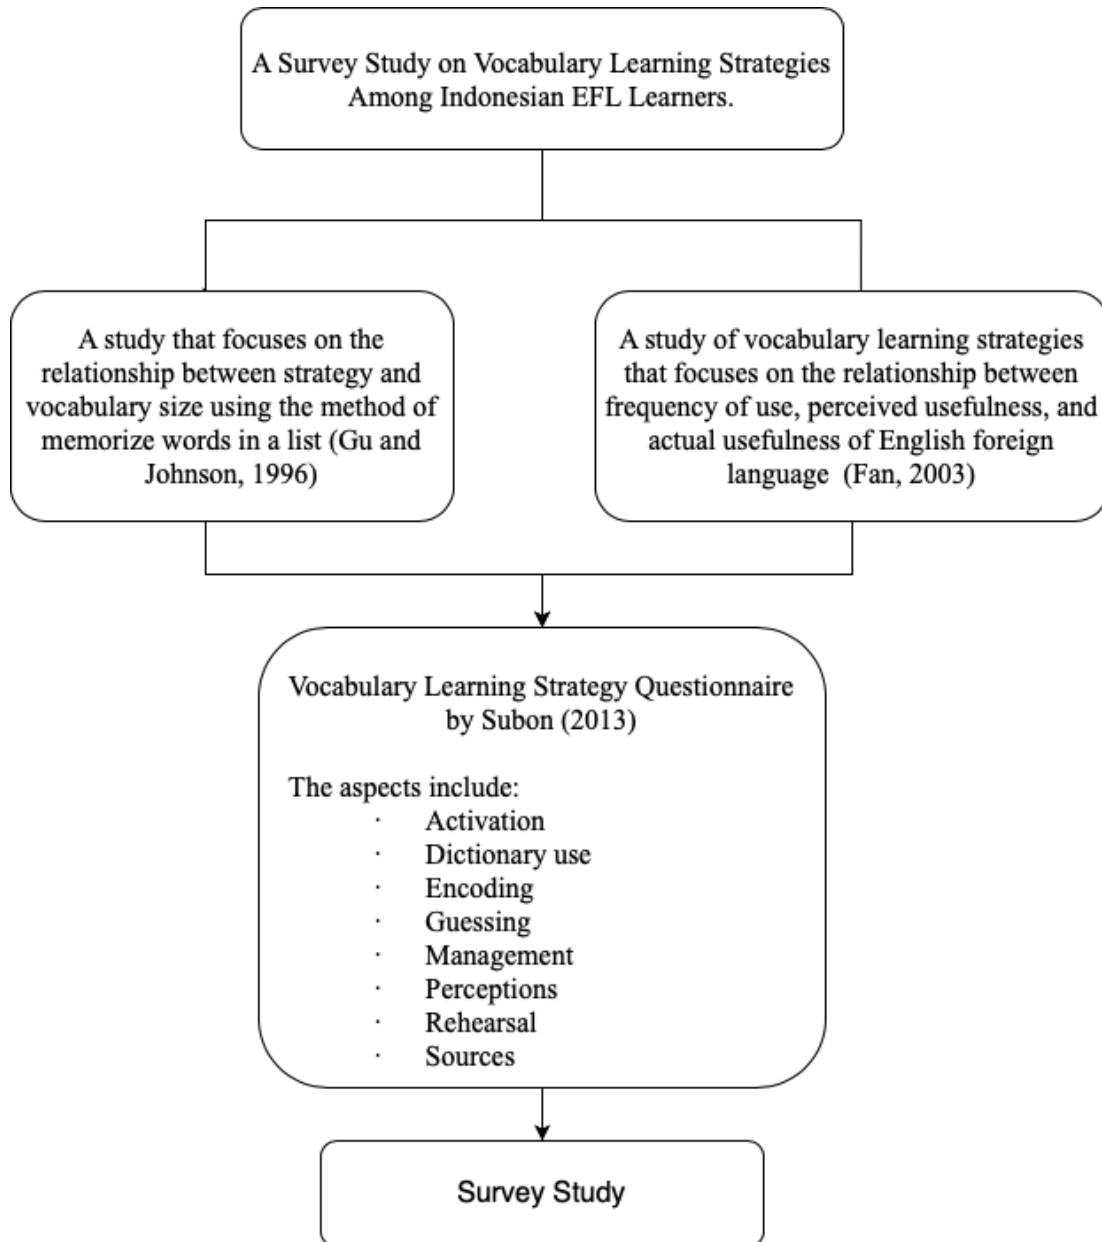 A Survey Study on Vocabulary Learning Strategies
Among Indonesian EFL Learners.
A study that focuses on the
relationship between strategy and
vocabulary size using the method of
memorize words in a list (Gu and
Johnson, 1996)
A study of vocabulary learning strategies
that focuses on the relationship between
frequency of use, perceived usefulness, and
actual usefulness of English foreign
language (Fan, 2003)
Vocabulary Learning Strategy Questionnaire
by Subon (2013)
The aspects include:
· Activation
· Dictionary use
· Encoding
· Guessing
· Management
· Perceptions
· Rehearsal
· Sources
Survey Study